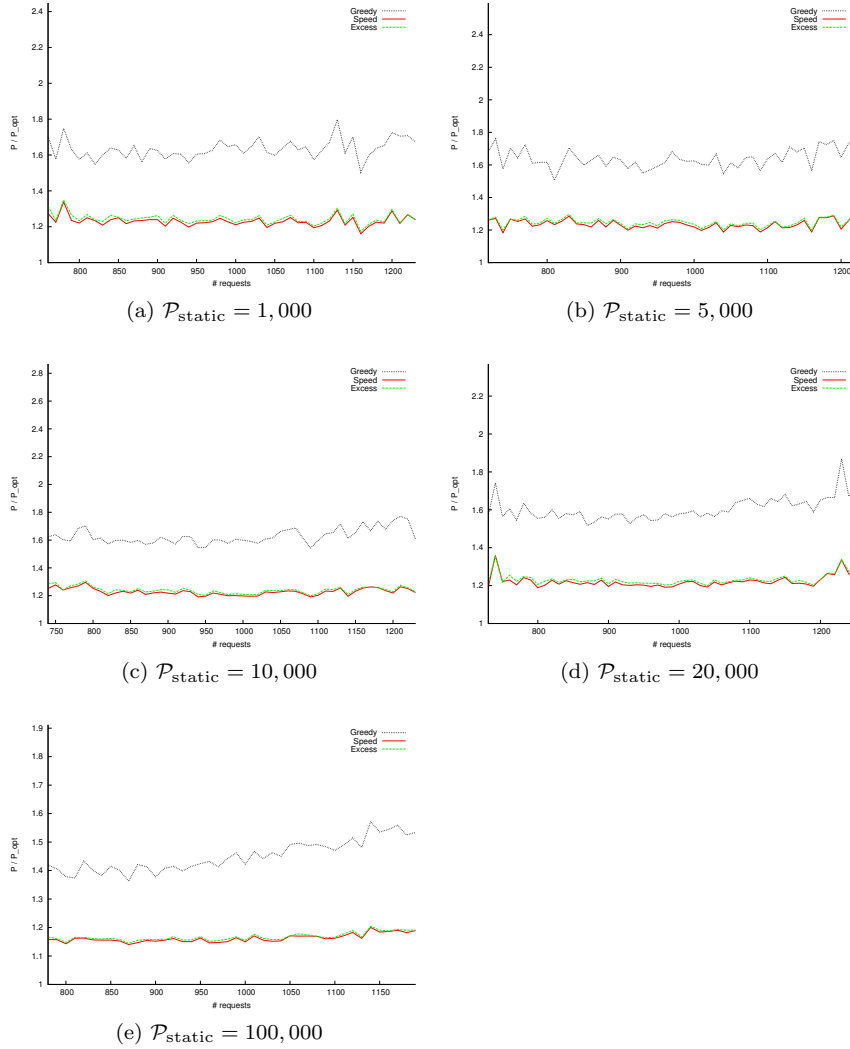 Greedy
Speed
Excess
2.4
2.2
2
1.8
1.6
1.4
1.2
1
P / P_opt
800 850 900 950 1000 1050 1100 1150 1200
# requests
(a) P_static = 1,000
Greedy
Speed
Excess
2.4
2.2
2
1.8
1.6
1.4
1.2
1
P / P_opt
800 900 1000 1100 1200
# requests
(b) P_static = 5,000
Greedy
Speed
Excess
2.8
2.6
2.4
2.2
2
1.8
1.6
1.4
1.2
1
P / P_opt
750 800 850 900 950 1000 1050 1100 1150 1200
# requests
(c) P_static = 10,000
Greedy
Speed
Excess
2.2
2
1.8
1.6
1.4
1.2
1
P / P_opt
800 900 1000 1100 1200
# requests
(d) P_static = 20,000
Greedy
Speed
Excess
1.9
1.8
1.7
1.6
1.5
1.4
1.3
1.2
1.1
1
P / P_opt
800 850 900 950 1000 1050 1100 1150
# requests
(e) P_static = 100,000